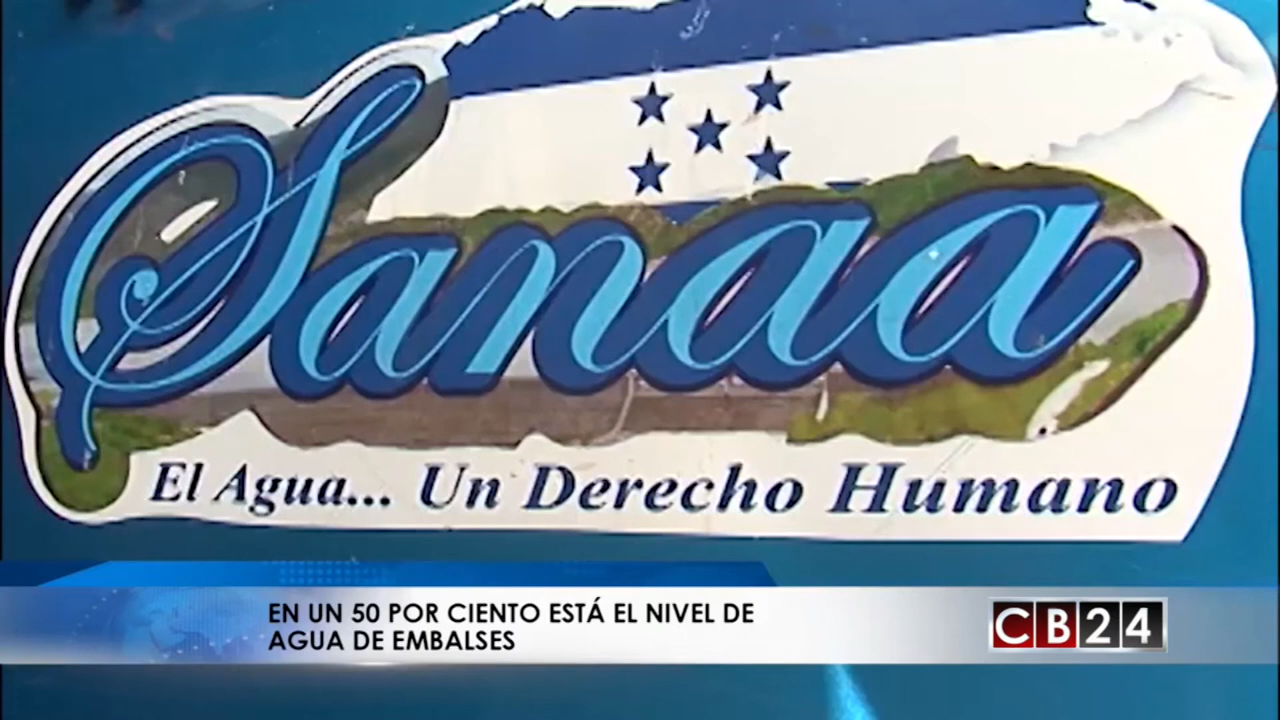 Sanaa
El Agua... Un Derecho Humano
EN UN 50 POR CIENTO ESTÁ EL NIVEL DE
AGUA DE EMBALSES
CB24